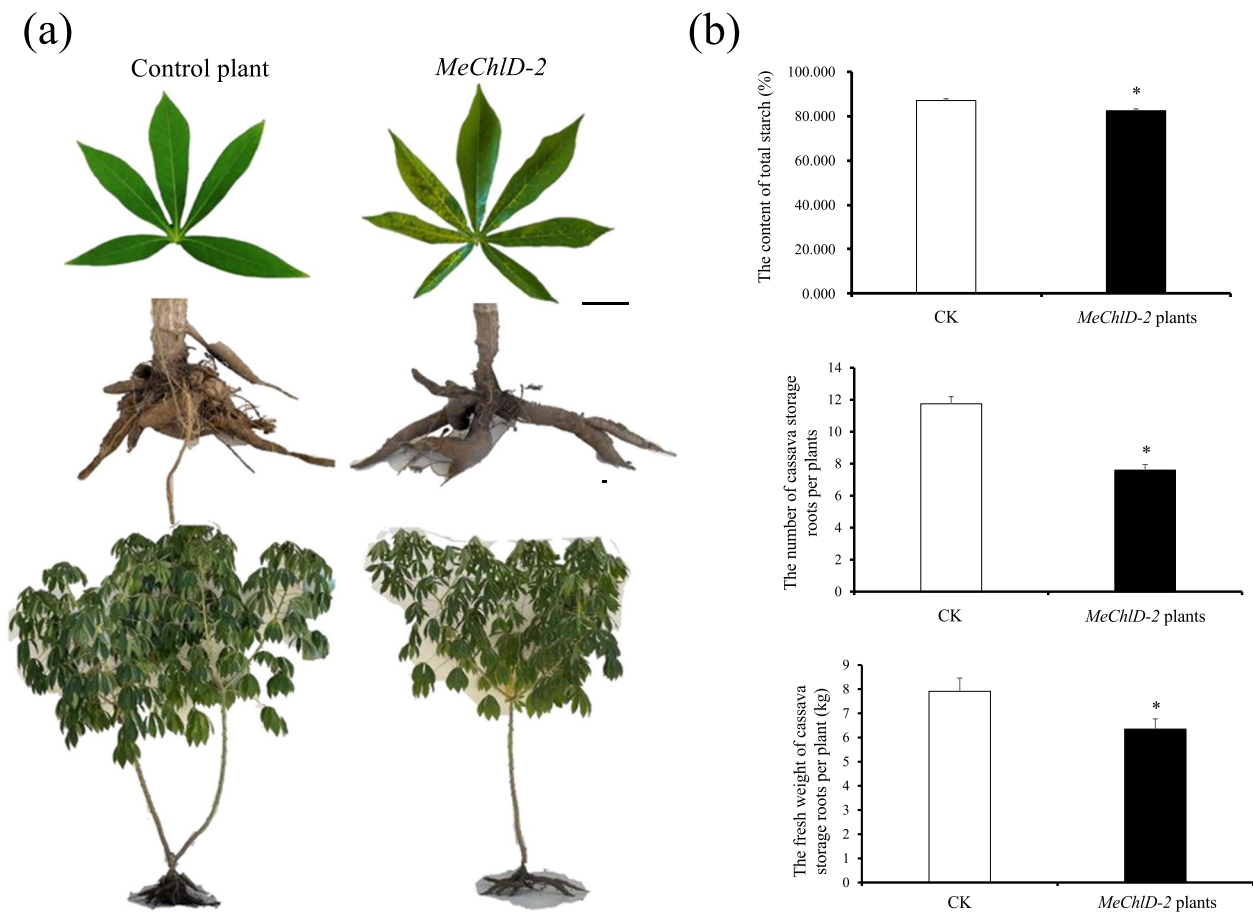 (a)
Control plant
MeChlD-2
(b)
The content of total starch (%)
100.000
80.000
60.000
40.000
20.000
0.000
*
CK
MeChlD-2 plants
The number of cassava storage
roots per plants
14
12
10
8
6
4
2
0
*
CK
MeChlD-2 plants
The fresh weight of cassava
storage roots per plant (kg)
9
8
7
6
5
4
3
2
1
0
*
CK
MeChlD-2 plants